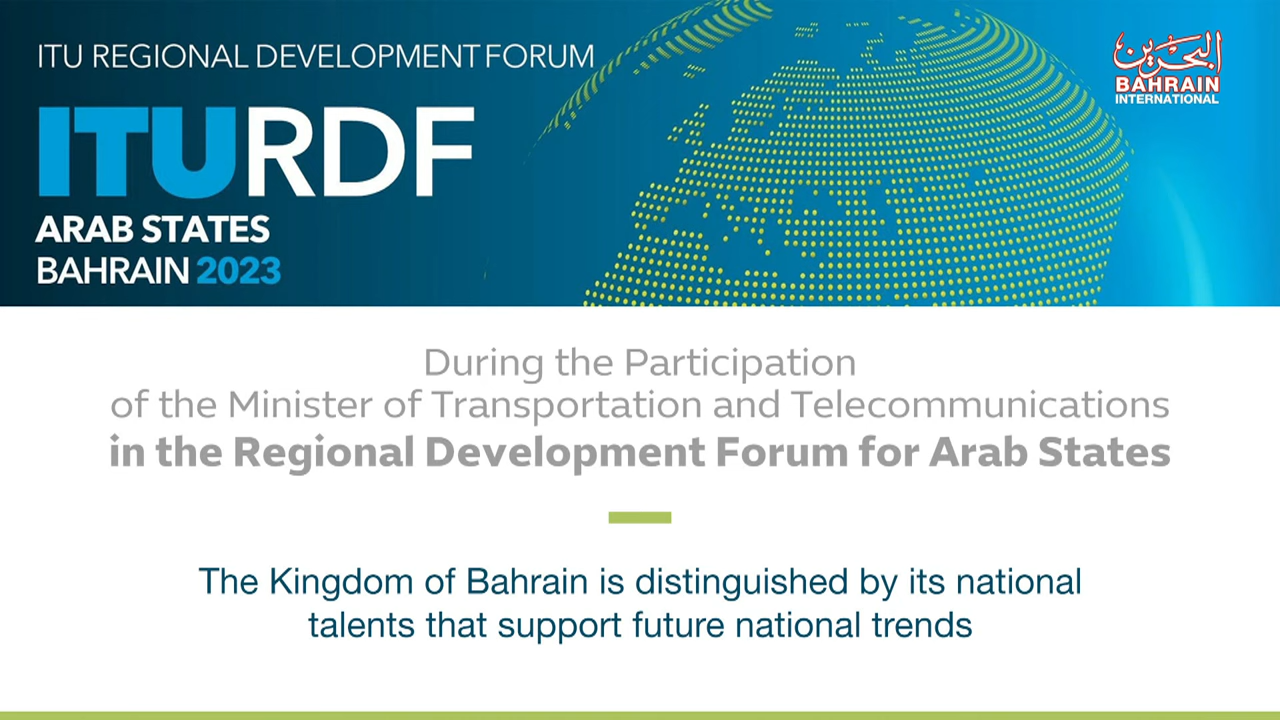 ITU REGIONAL DEVELOPMENT FORUM
ITURDF
ARAB STATES
BAHRAIN 2023
البحرين
BAHRAIN
INTERNATIONAL
During the Participation
of the Minister of Transportation and Telecommunications
in the Regional Development Forum for Arab States
The Kingdom of Bahrain is distinguished by its national
talents that support future national trends